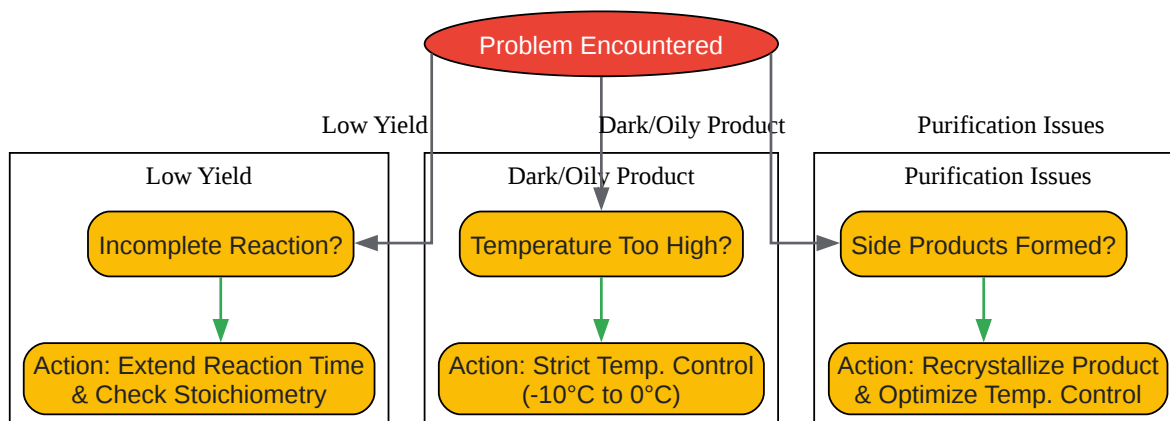 Problem Encountered
Low Yield
Dark/Oily Product
Purification Issues
Low Yield
Dark/Oily Product
Purification Issues
Incomplete Reaction?
Temperature Too High?
Side Products Formed?
Action: Extend Reaction Time
& Check Stoichiometry
Action: Strict Temp. Control
(-10°C to 0°C)
Action: Recrystallize Product
& Optimize Temp. Control